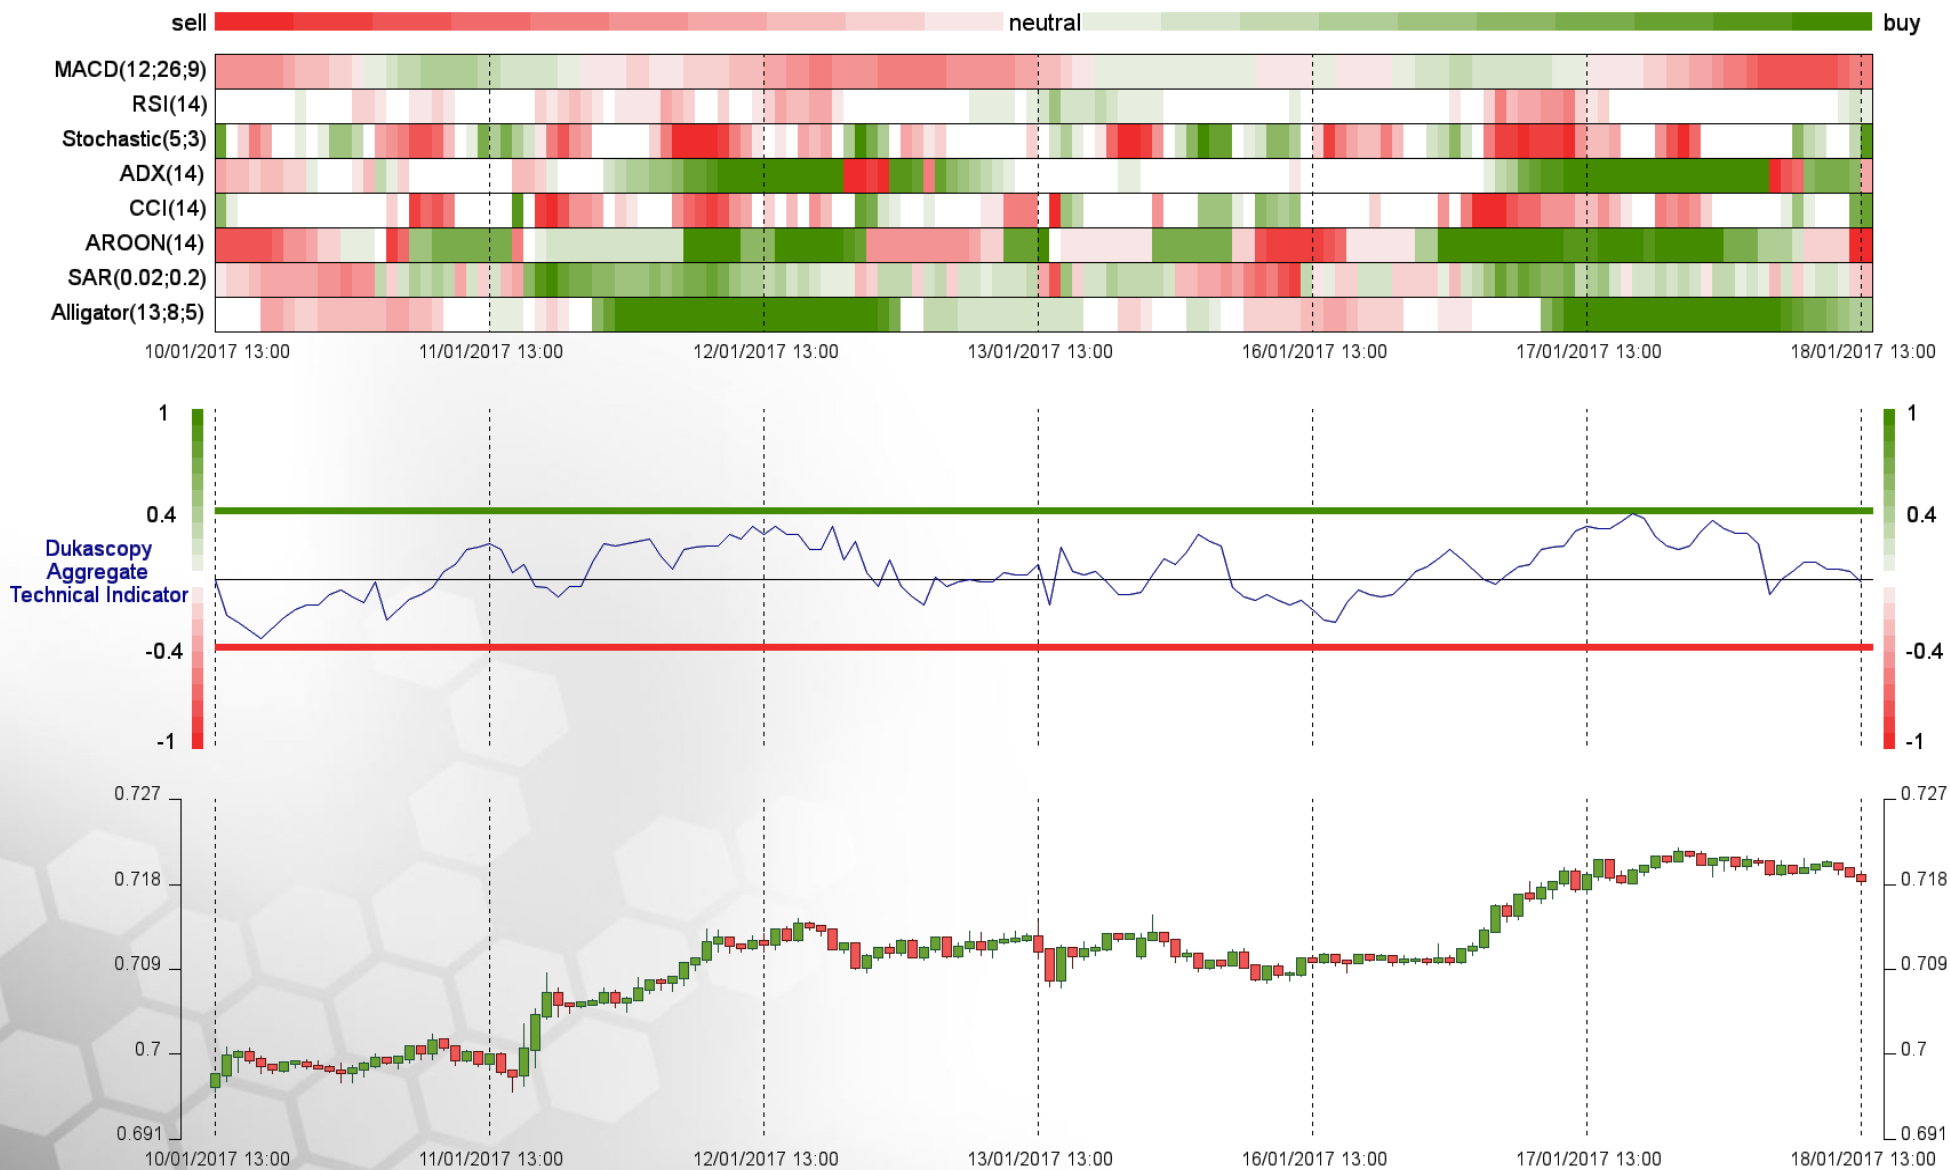 sell neutral buy
MACD(12;26;9)
RSI(14)
Stochastic(5;3)
ADX(14)
CCI(14)
AROON(14)
SAR(0.02;0.2)
Alligator(13;8;5)
10/01/2017 13:00 11/01/2017 13:00 12/01/2017 13:00 13/01/2017 13:00 16/01/2017 13:00 17/01/2017 13:00 18/01/2017 13:00
1 1
0.4 0.4
Dukascopy
Aggregate
Technical Indicator
-0.4 -0.4
-1 -1
0.727 0.727
0.718 0.718
0.709 0.709
0.7 0.7
0.691 0.691
10/01/2017 13:00 11/01/2017 13:00 12/01/2017 13:00 13/01/2017 13:00 16/01/2017 13:00 17/01/2017 13:00 18/01/2017 13:00